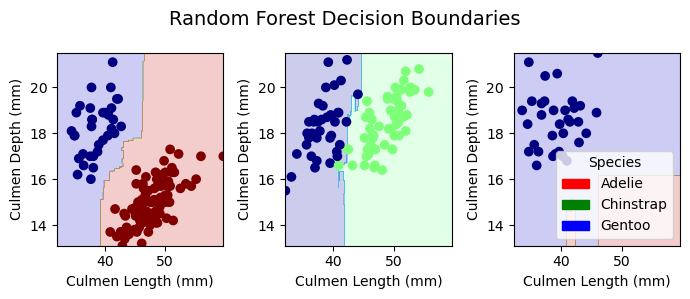 Random Forest Decision Boundaries
Culmen Depth (mm)
20
18
16
14
40
50
Culmen Length (mm)
Culmen Depth (mm)
20
18
16
14
40
50
Culmen Length (mm)
Culmen Depth (mm)
20
18
16
14
40
50
Culmen Length (mm)
Species
Adelie
Chinstrap
Gentoo